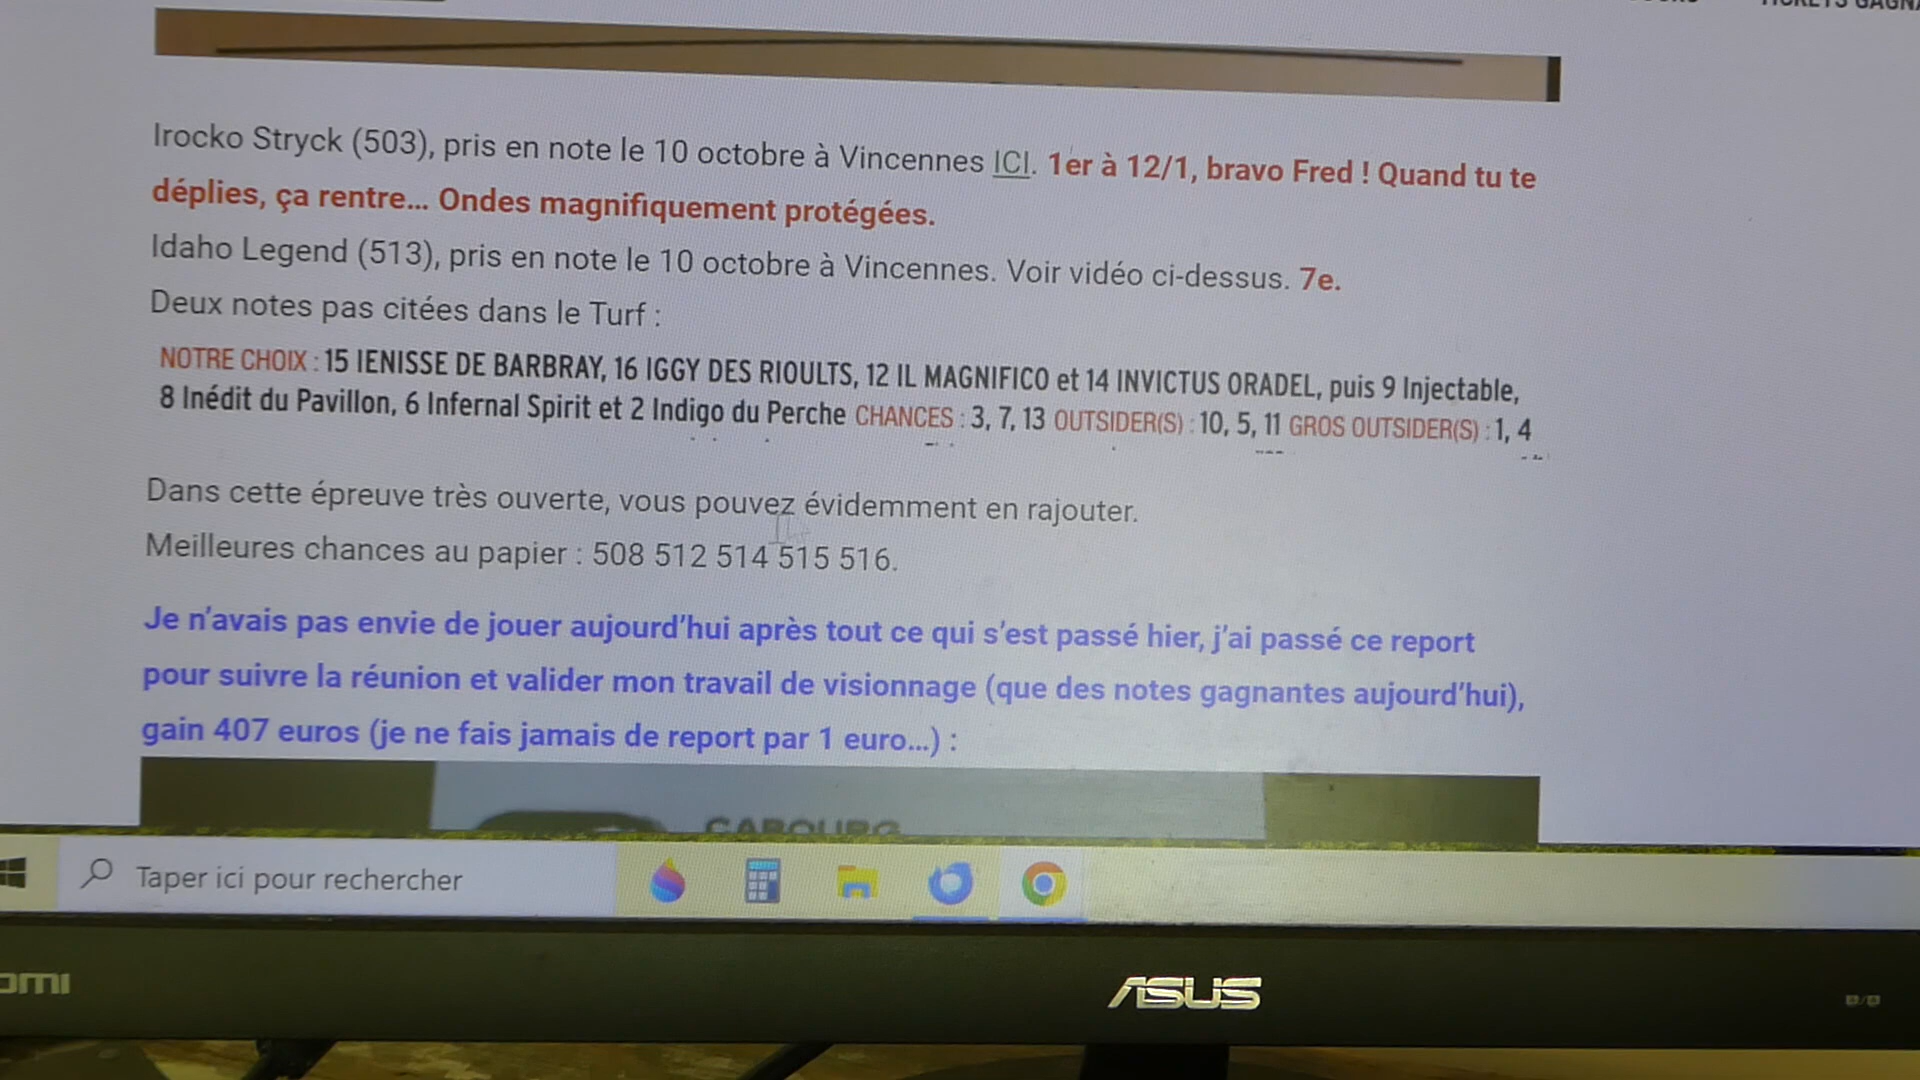 Irocko Stryck (503), pris en note le 10 octobre à Vincennes ICI. 1er à 12/1, bravo Fred ! Quand tu te
déplies, ça rentre... Ondes magnifiquement protégées.
Idaho Legend (513), pris en note le 10 octobre à Vincennes. Voir vidéo ci-dessus. 7e.
Deux notes pas citées dans le Turf :
NOTRE CHOIX : 15 IENISSE DE BARBRAY, 16 IGGY DES RIOULTS, 12 IL MAGNIFICO et 14 INVICTUS ORADEL, puis 9 Injectable,
8 Inédit du Pavillon, 6 Infernal Spirit et 2 Indigo du Perche CHANCES : 3, 7, 13 OUTSIDER(S) : 10, 5, 11 GROS OUTSIDER(S) : 1, 4
Dans cette épreuve très ouverte, vous pouvez évidemment en rajouter.
Meilleures chances au papier : 508 512 514 515 516.
Je n'avais pas envie de jouer aujourd'hui après tout ce qui s'est passé hier, j'ai passé ce report
pour suivre la réunion et valider mon travail de visionnage (que des notes gagnantes aujourd'hui),
gain 407 euros (je ne fais jamais de report par 1 euro...) :
CABOURG
Taper ici pour rechercher
ASUS